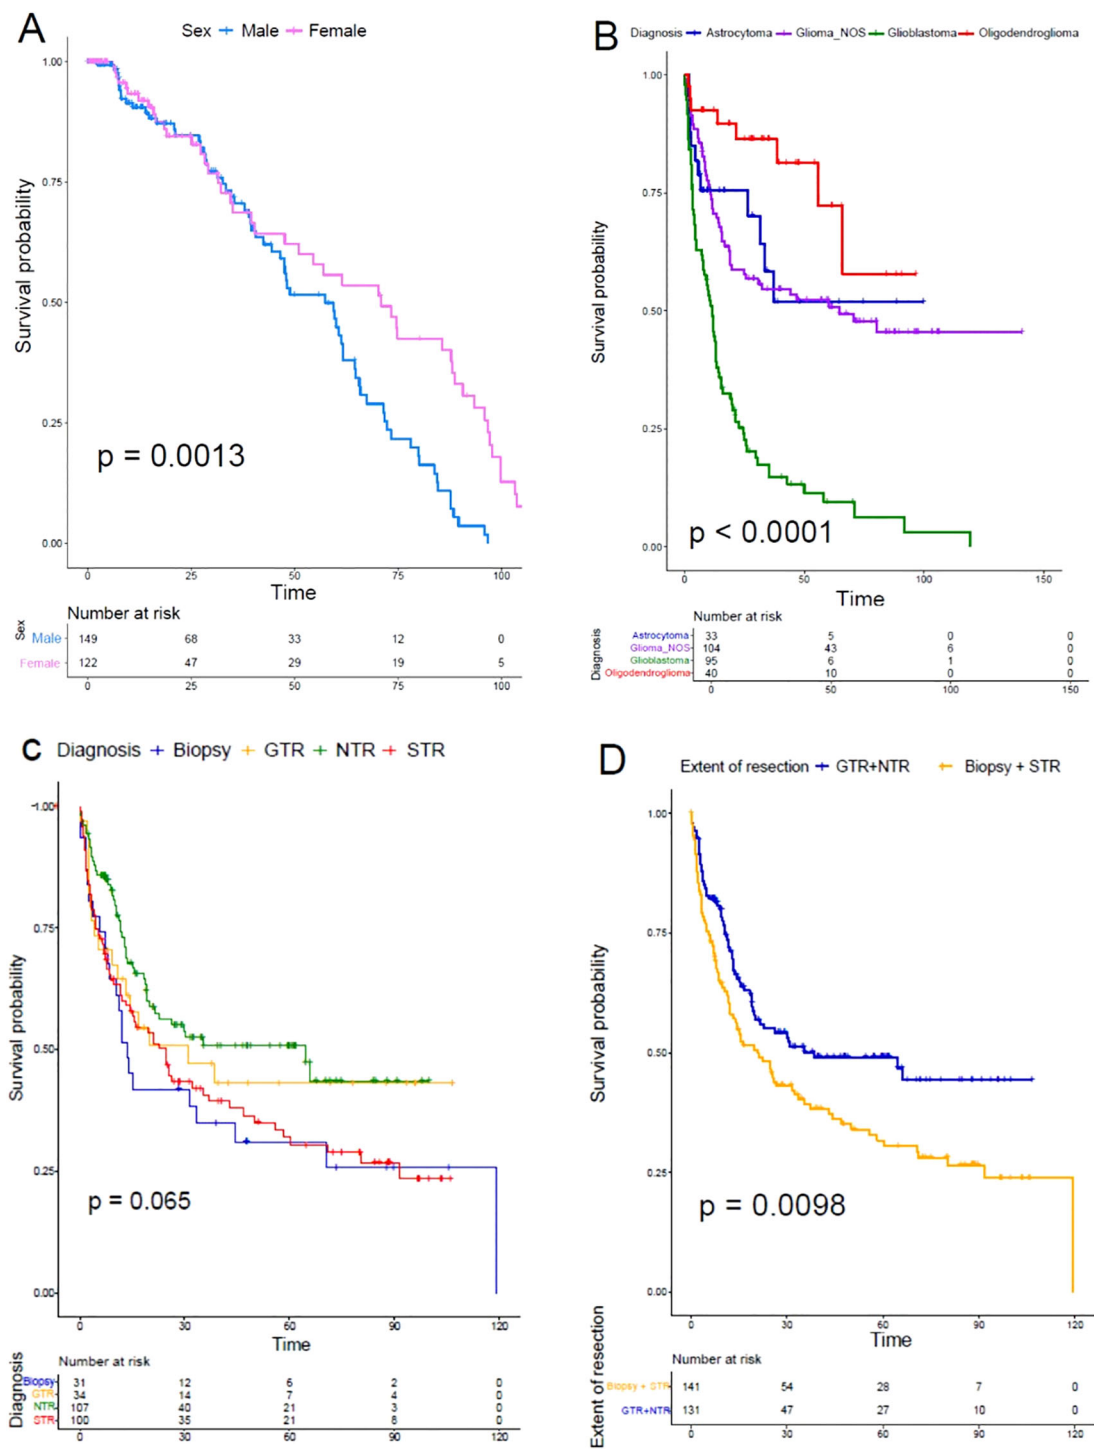 A
Sex Male Female
Survival probability
1.00
0.75
0.50
0.25
0.00
p = 0.0013
0 25 50 75 100
Time
Number at risk
Sex
Male 149 68 33 12 0
Female 122 47 29 19 5
0 25 50 75 100
B
Diagnosis Astrocytoma Glioma_NOS Glioblastoma Oligodendroglioma
Survival probability
1.00
0.75
0.50
0.25
0.00
p < 0.0001
0 50 100 150
Time
Number at risk
Diagnosis
Astrocytoma 33 5 0 0
Glioma_NOS 104 43 6 0
Glioblastoma 95 6 1 0
Oligodendroglioma 40 10 0 0
0 50 100 150
C
Diagnosis Biopsy GTR NTR STR
Survival probability
1.00
0.75
0.50
0.25
0.00
p = 0.065
0 30 60 90 120
Time
Number at risk
Diagnosis
Biopsy 31 12 6 2 0
GTR 34 14 7 4 0
NTR 107 40 21 3 0
STR 100 35 21 8 0
0 30 60 90 120
D
Extent of resection GTR+NTR Biopsy + STR
Survival probability
1.00
0.75
0.50
0.25
0.00
p = 0.0098
0 30 60 90 120
Time
Number at risk
Extent of resection
Biopsy + STR 141 54 28 7 0
GTR+NTR 131 47 27 10 0
0 30 60 90 120